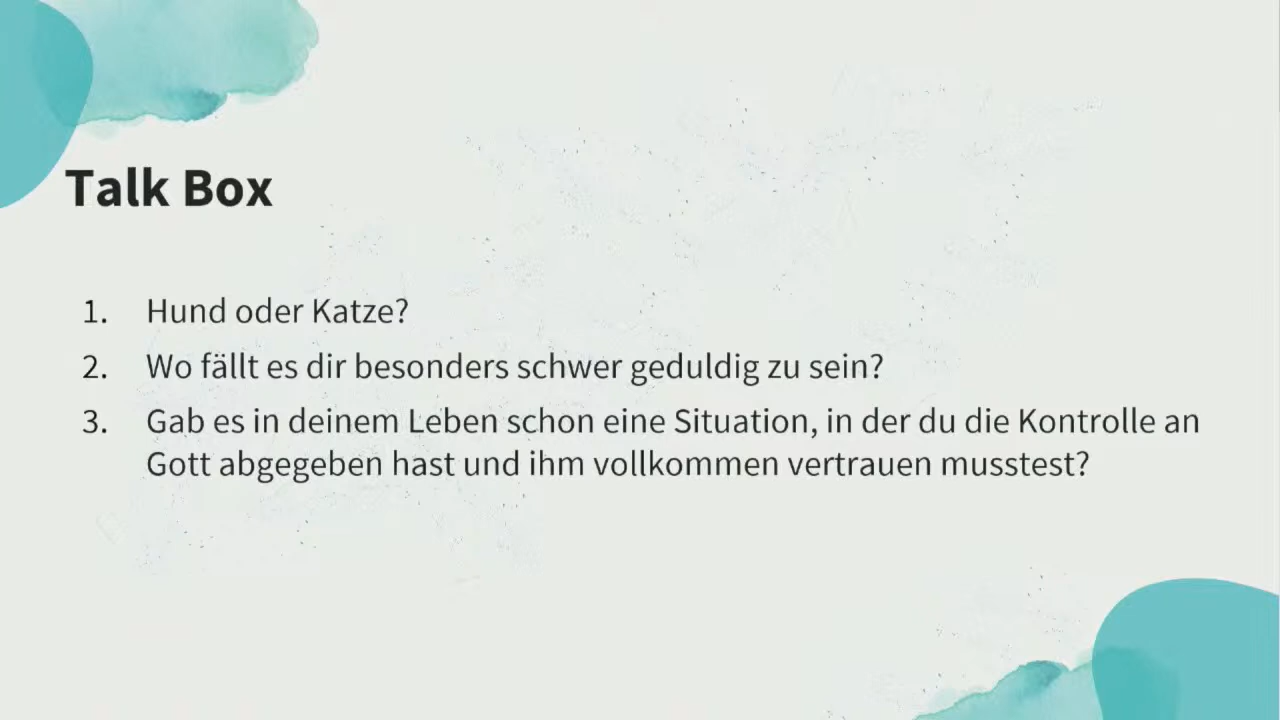 Talk Box
1. Hund oder Katze?
2. Wo fällt es dir besonders schwer geduldig zu sein?
3. Gab es in deinem Leben schon eine Situation, in der du die Kontrolle an
Gott abgegeben hast und ihm vollkommen vertrauen musstest?